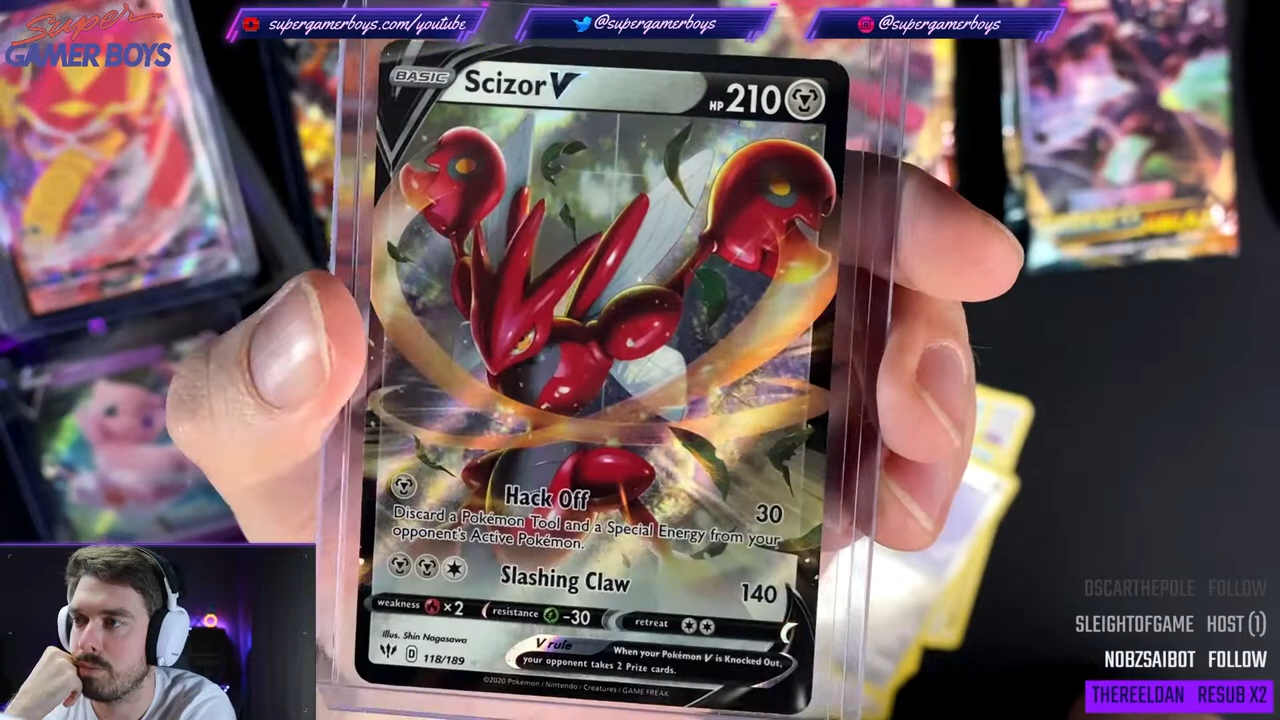 Super
GAMER BOYS
supergamerboys.com/youtube
@supergamerboys
@supergamerboys
BASIC
Scizor V
HP 210
Hack Off 30
Discard a Pokémon Tool and a Special Energy from your
opponent's Active Pokémon.
Slashing Claw 140
weakness ×2 resistance -30 retreat
Illus. Shin Nagasawa
D 118/189
V rule
When your Pokémon V is Knocked Out,
your opponent takes 2 Prize cards.
©2020 Pokémon / Nintendo / Creatures / GAME FREAK
OSCARTHEPOLE FOLLOW
SLEIGHTOFGAME HOST (1)
NOBZSAIBOT FOLLOW
THEREELDAN RESUB X2